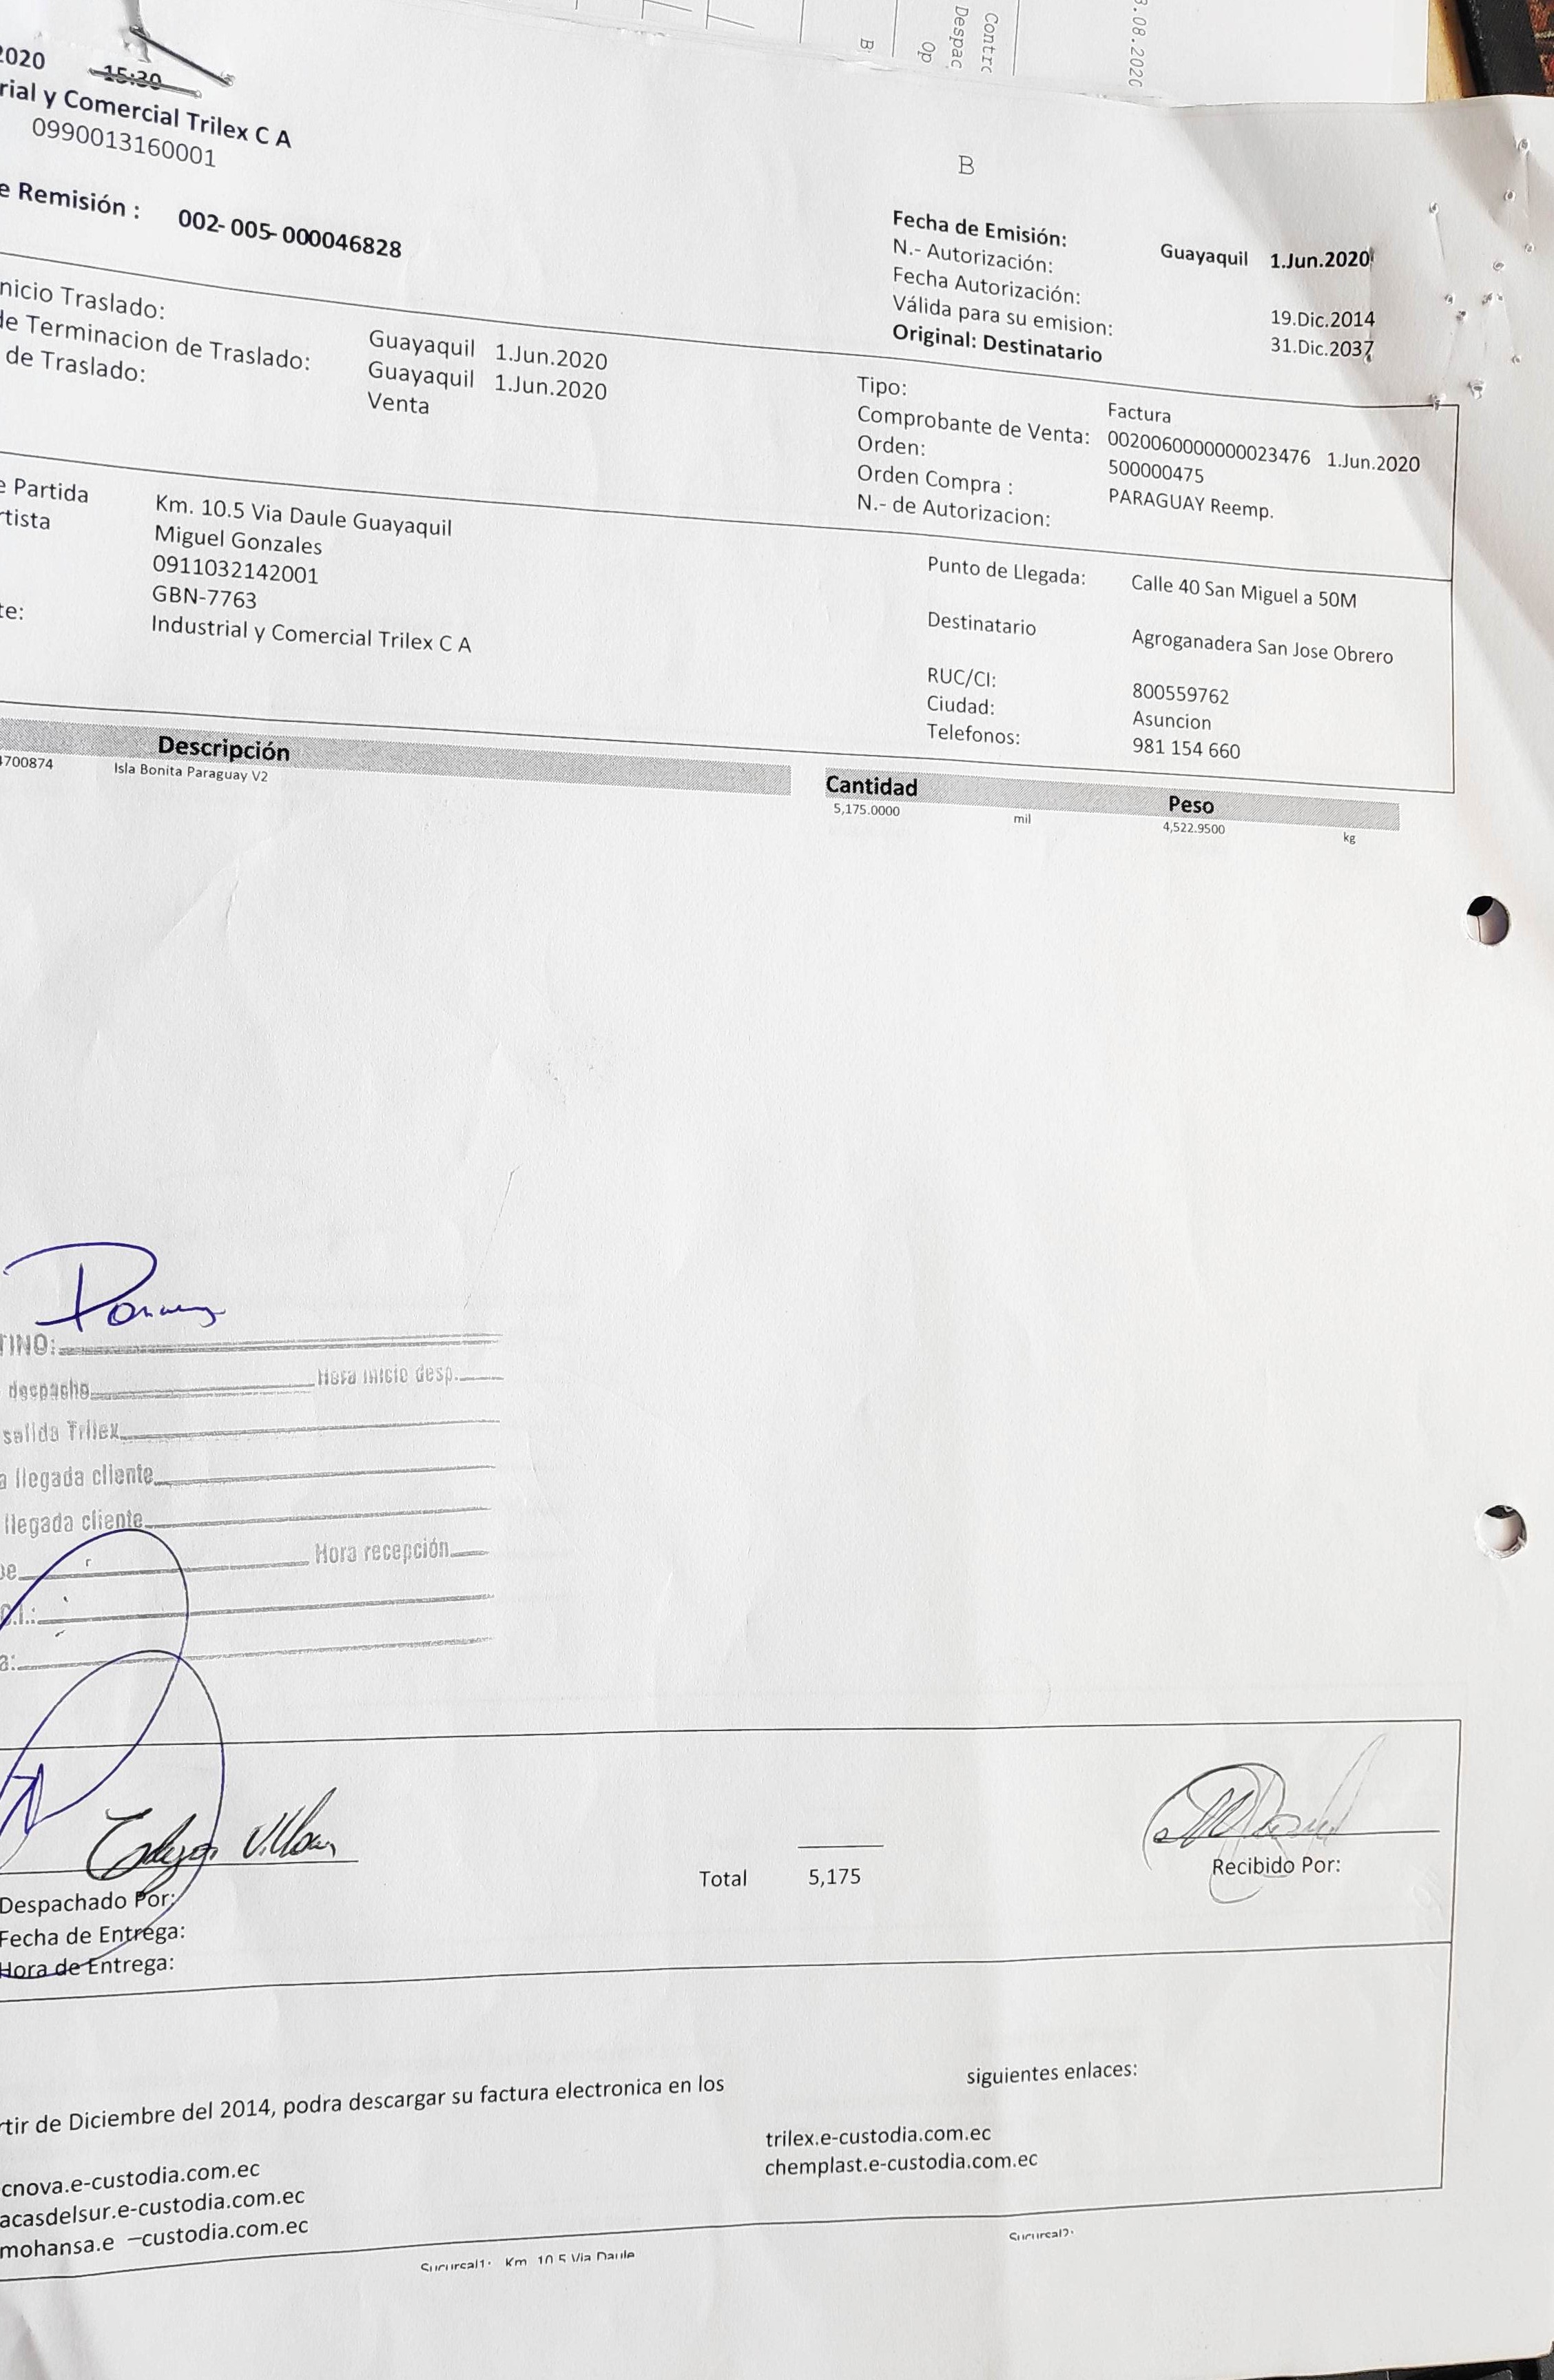 B
Contrc
Despac
Op
3.08.2020
2020 15:30
rial y Comercial Trilex C A
0990013160001
B
e Remisión : 002-005-000046828
Fecha de Emisión: Guayaquil 1.Jun.2020
N.- Autorización:
Fecha Autorización: 19.Dic.2014
Válida para su emision: 31.Dic.2037
Original: Destinatario
nicio Traslado: Guayaquil 1.Jun.2020
de Terminacion de Traslado: Guayaquil 1.Jun.2020
de Traslado: Venta
Tipo: Factura
Comprobante de Venta: 0020060000000023476 1.Jun.2020
Orden: 500000475
Orden Compra : PARAGUAY Reemp.
N.- de Autorizacion:
e Partida Km. 10.5 Via Daule Guayaquil
rtista Miguel Gonzales
0911032142001
GBN-7763
te: Industrial y Comercial Trilex C A
Punto de Llegada: Calle 40 San Miguel a 50M
Destinatario Agroganadera San Jose Obrero
RUC/CI: 800559762
Ciudad: Asuncion
Telefonos: 981 154 660
Descripción Cantidad Peso
4700874 Isla Bonita Paraguay V2 5,175.0000 mil 4,522.9500 kg
TINO:
despacho Hora inicio desp.
salida Trilex
a llegada cliente
llegada cliente
be Hora recepción
C.I.:
a:
Despachado Por:
Fecha de Entrega:
Hora de Entrega:
Total 5,175
Recibido Por:
rtir de Diciembre del 2014, podra descargar su factura electronica en los siguientes enlaces:
cnova.e-custodia.com.ec trilex.e-custodia.com.ec
acasdelsur.e-custodia.com.ec chemplast.e-custodia.com.ec
mohansa.e –custodia.com.ec
Sucursal1: Km 10.5 Via Daule Sucursal2: